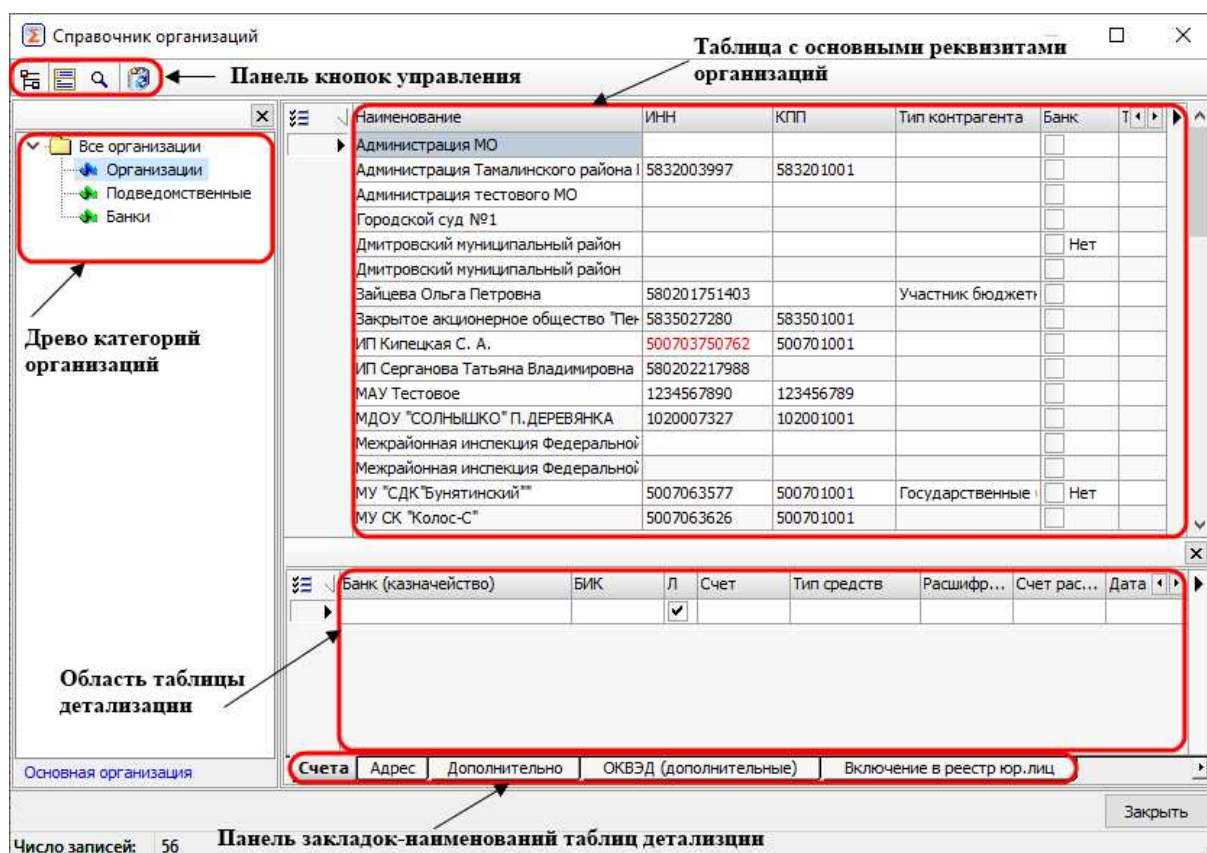 Справочник организаций
Таблица с основными реквизитами
организаций
Панель кнопок управления
Наименование ИНН КПП Тип контрагента Банк Т
Все организации
Организации
Подведомственные
Банки
Администрация МО
Администрация Тамалинского района 5832003997 583201001
Администрация тестового МО
Городской суд №1
Дмитровский муниципальный район Нет
Дмитровский муниципальный район
Зайцева Ольга Петровна 580201751403 Участник бюджетн
Закрытое акционерное общество "Пен 5835027280 583501001
ИП Кипецкая С. А. 500703750762 500701001
ИП Серганова Татьяна Владимировна 580202217988
МАУ Тестовое 1234567890 123456789
МДОУ "СОЛНЫШКО" П.ДЕРЕВЯНКА 1020007327 102001001
Межрайонная инспекция Федеральной
Межрайонная инспекция Федеральной
МУ "СДК"Бунятинский"" 5007063577 500701001 Государственные Нет
МУ СК "Колос-С" 5007063626 500701001
Древо категорий
организаций
Банк (казначейство) БИК Л Счет Тип средств Расшифр... Счет рас... Дата
Область таблицы
детализации
Основная организация
Счета Адрес Дополнительно ОКВЭД (дополнительные) Включение в реестр юр.лиц
Закрыть
Панель закладок-наименований таблиц детализции
Число записей: 56